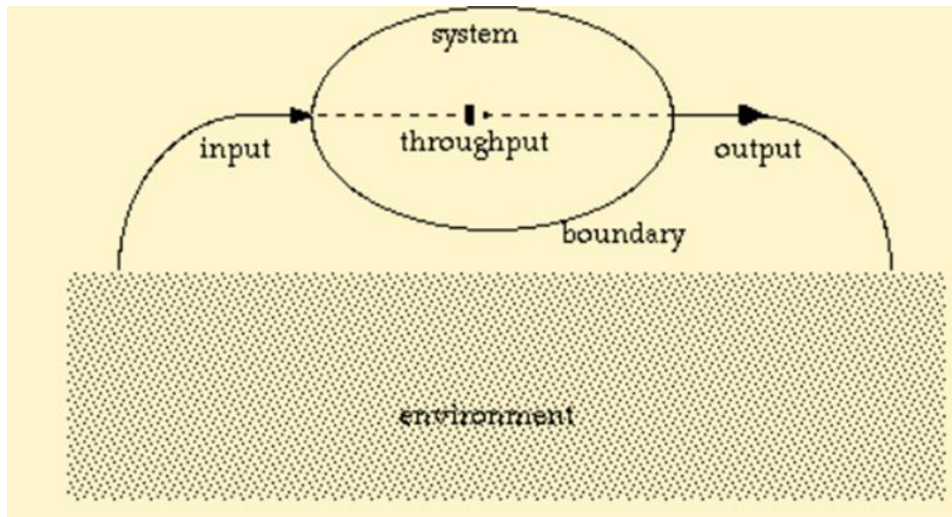 system
input
throughput
output
boundary
environment